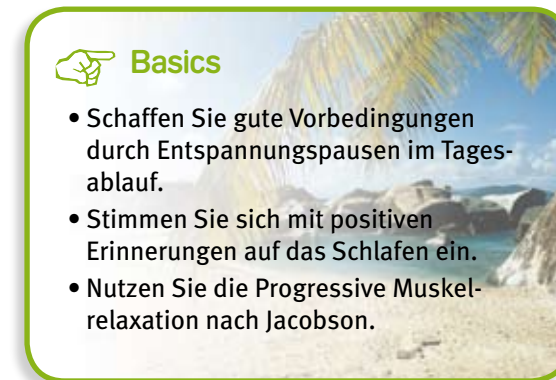 Basics
• Schaffen Sie gute Vorbedingungen
durch Entspannungspausen im Tages-
ablauf.
• Stimmen Sie sich mit positiven
Erinnerungen auf das Schlafen ein.
• Nutzen Sie die Progressive Muskel-
relaxation nach Jacobson.